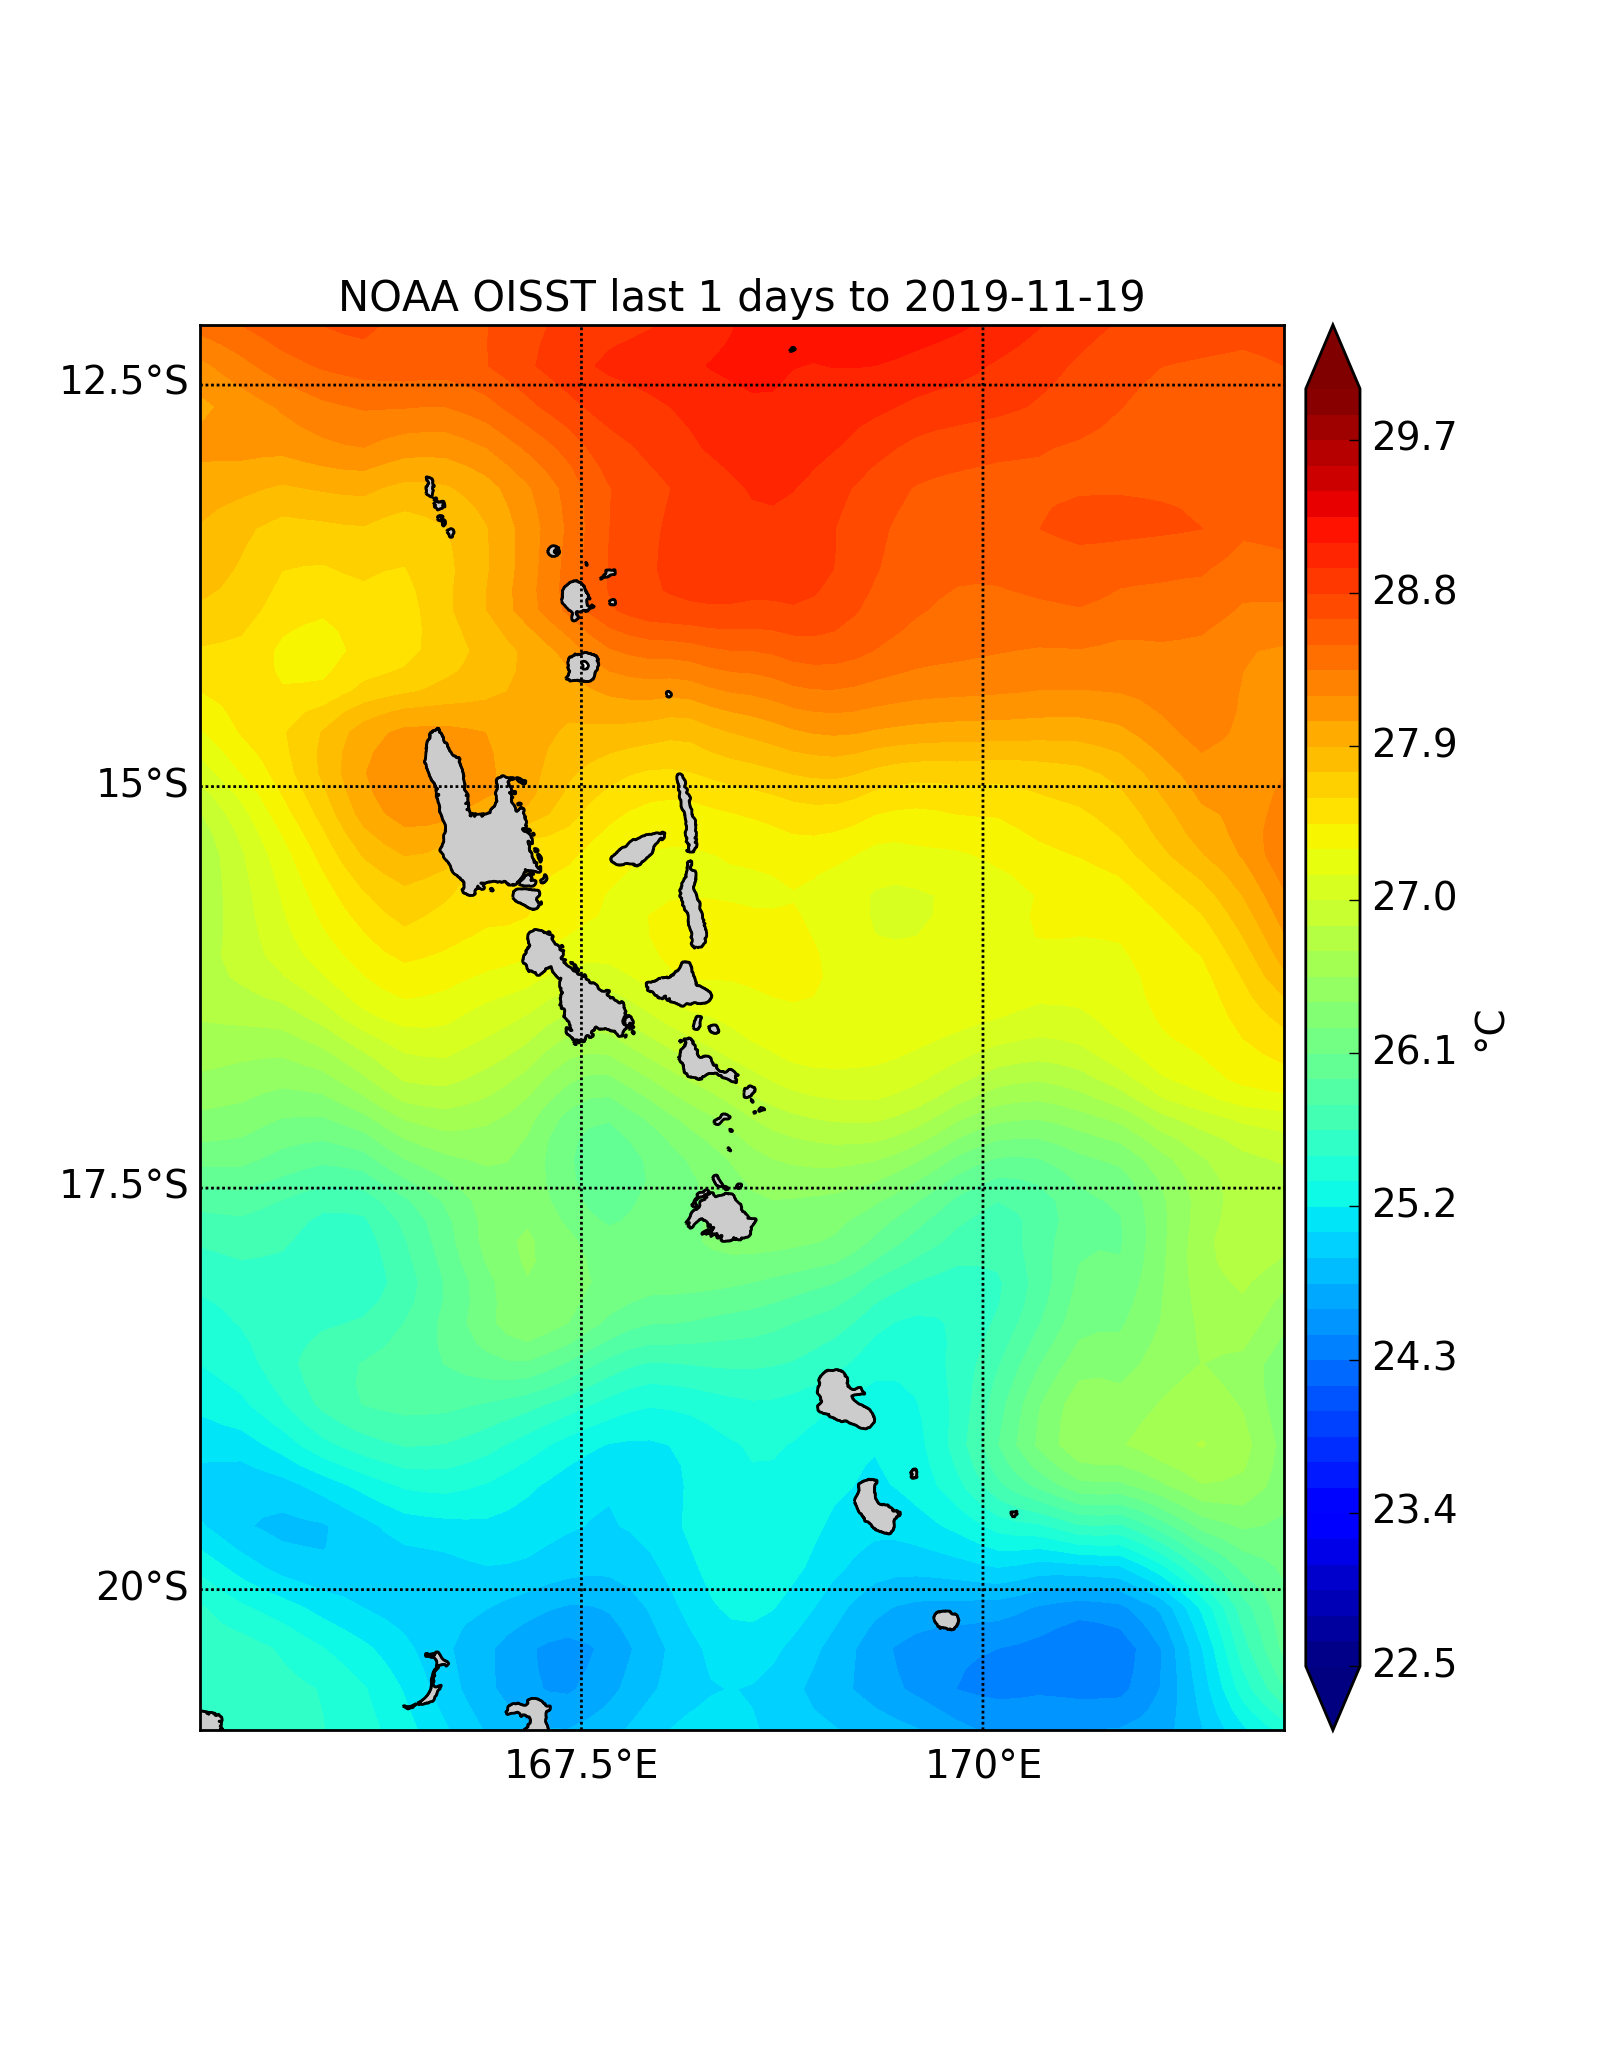 NOAA OISST last 1 days to 2019-11-19
12.5°S
15°S
17.5°S
20°S
167.5°E
170°E
29.7
28.8
27.9
27.0
26.1
25.2
24.3
23.4
22.5
°C